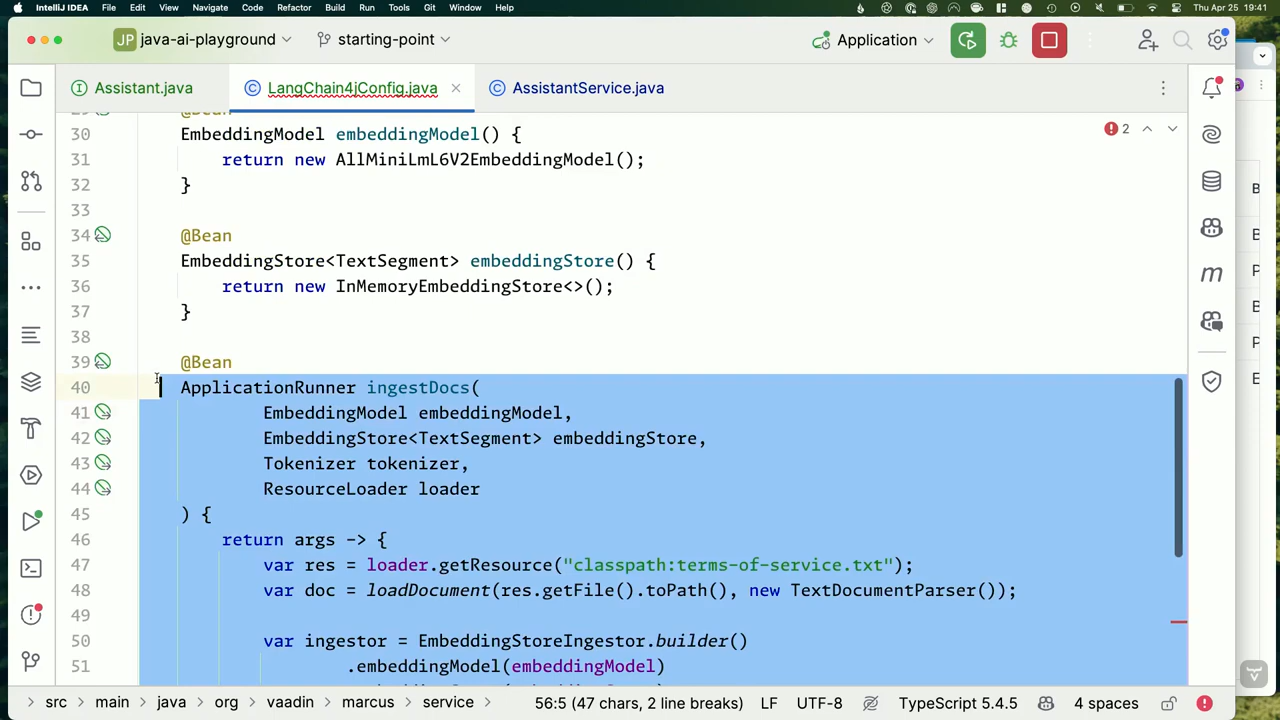 IntelliJ IDEA File Edit View Navigate Code Refactor Build Run Tools Git Window Help Thu Apr 25 19:41
JP java-ai-playground starting-point Application
Assistant.java LangChain4jConfig.java AssistantService.java
2
29 @Bean
30 EmbeddingModel embeddingModel() {
31 return new AllMiniLmL6V2EmbeddingModel();
32 }
33
34 @Bean
35 EmbeddingStore<TextSegment> embeddingStore() {
36 return new InMemoryEmbeddingStore<>();
37 }
38
39 @Bean
40 ApplicationRunner ingestDocs(
41 EmbeddingModel embeddingModel,
42 EmbeddingStore<TextSegment> embeddingStore,
43 Tokenizer tokenizer,
44 ResourceLoader loader
45 ) {
46 return args -> {
47 var res = loader.getResource("classpath:terms-of-service.txt");
48 var doc = loadDocument(res.getFile().toPath(), new TextDocumentParser());
49
50 var ingestor = EmbeddingStoreIngestor.builder()
51 .embeddingModel(embeddingModel)
m
B
B
P
B
P
E
src main java org vaadin marcus service 56:5 (47 chars, 2 line breaks) LF UTF-8 TypeScript 5.4.5 4 spaces